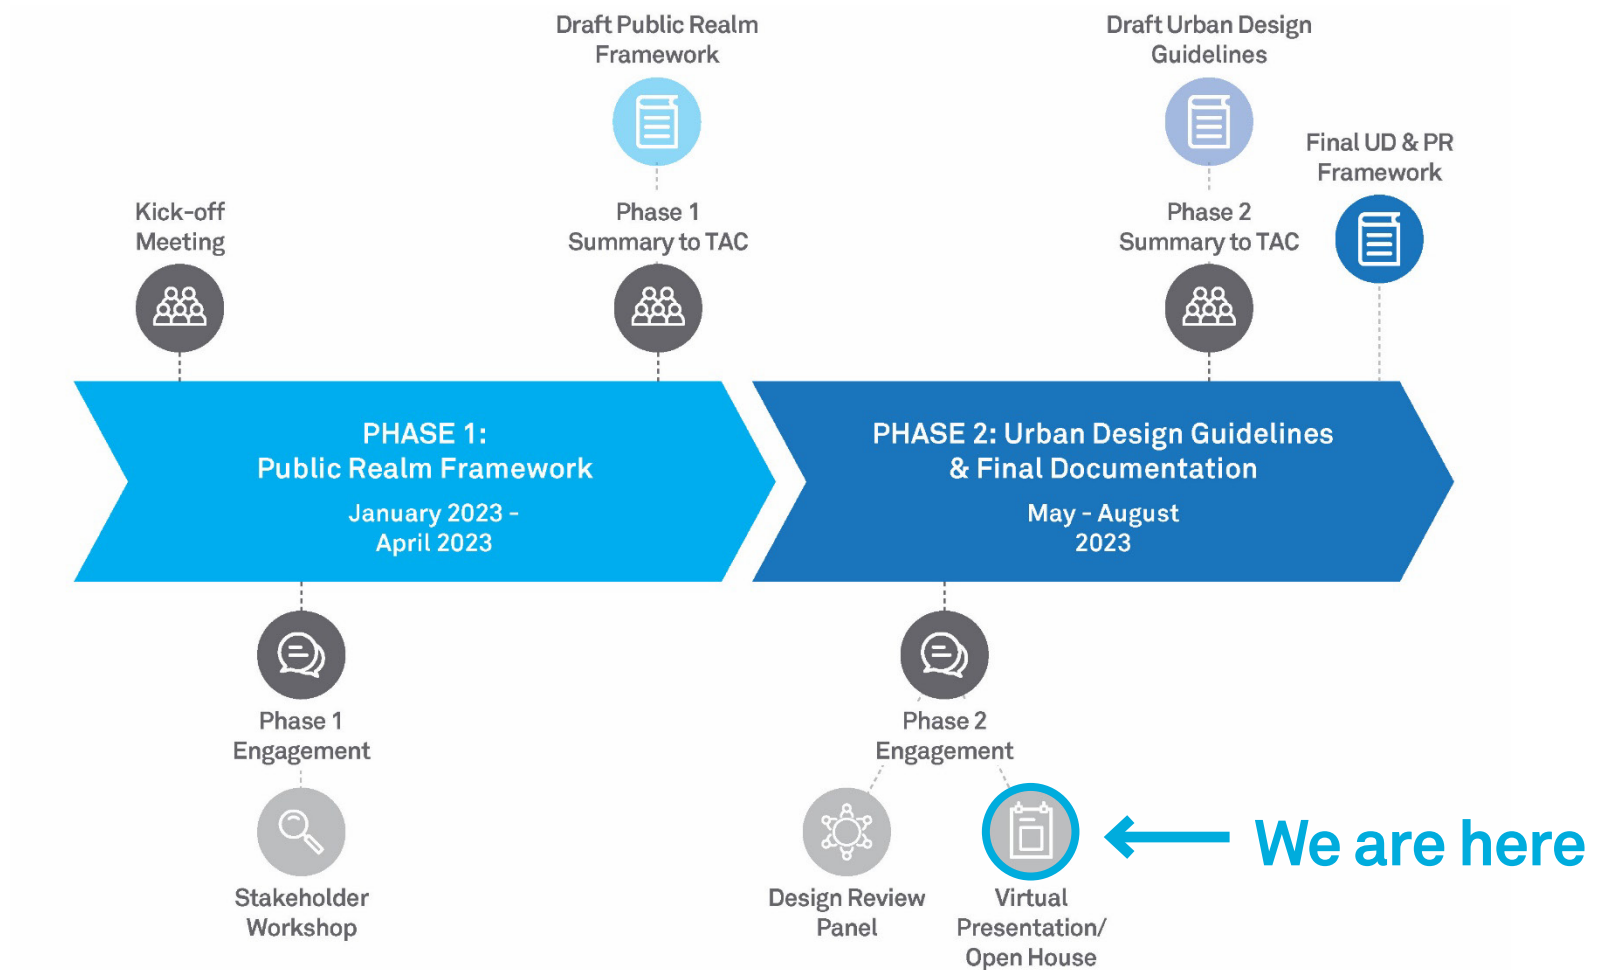 Draft Public Realm
Framework
Draft Urban Design
Guidelines
Final UD & PR
Framework
Kick-off
Meeting
Phase 1
Summary to TAC
Phase 2
Summary to TAC
PHASE 1:
Public Realm Framework
January 2023 -
April 2023
PHASE 2: Urban Design Guidelines
& Final Documentation
May - August
2023
Phase 1
Engagement
Stakeholder
Workshop
Phase 2
Engagement
Design Review
Panel
Virtual
Presentation/
Open House
We are here